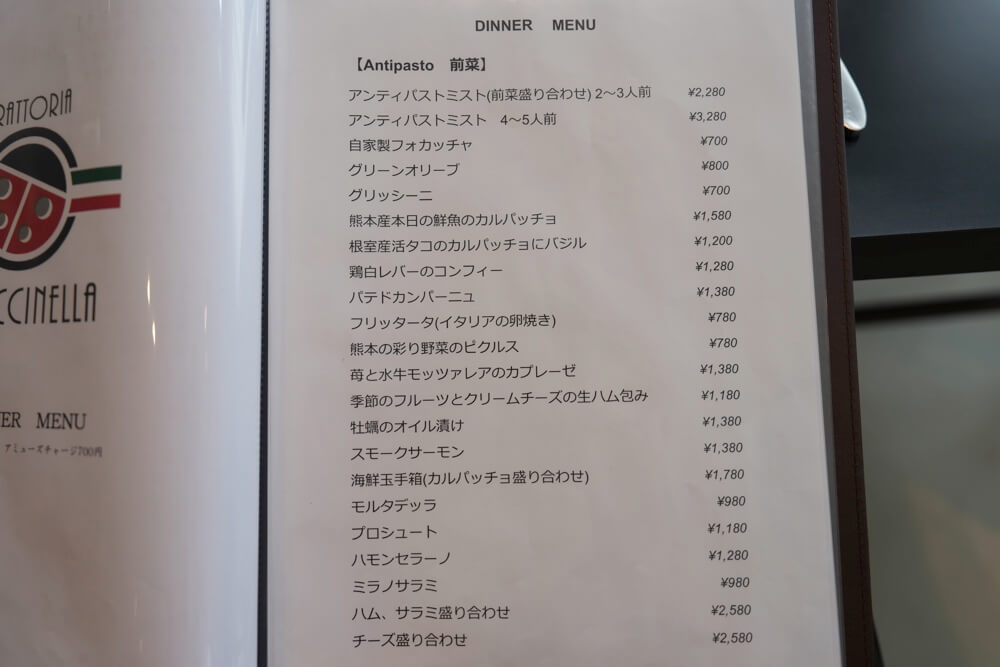 RATTORIA
CCINELLA
ER MENU
アミューズチャージ700円
DINNER MENU
【Antipasto 前菜】
アンティパストミスト(前菜盛り合わせ) 2～3人前 ¥2,280
アンティパストミスト 4～5人前 ¥3,280
自家製フォカッチャ ¥700
グリーンオリーブ ¥800
グリッシーニ ¥700
熊本産本日の鮮魚のカルパッチョ ¥1,580
根室産活タコのカルパッチョにバジル ¥1,200
鶏白レバーのコンフィー ¥1,280
パテドカンパーニュ ¥1,380
フリッタータ(イタリアの卵焼き) ¥780
熊本の彩り野菜のピクルス ¥780
苺と水牛モッツァレアのカプレーゼ ¥1,380
季節のフルーツとクリームチーズの生ハム包み ¥1,180
牡蠣のオイル漬け ¥1,380
スモークサーモン ¥1,380
海鮮玉手箱(カルパッチョ盛り合わせ) ¥1,780
モルタデッラ ¥980
プロシュート ¥1,180
ハモンセラーノ ¥1,280
ミラノサラミ ¥980
ハム、サラミ盛り合わせ ¥2,580
チーズ盛り合わせ ¥2,580